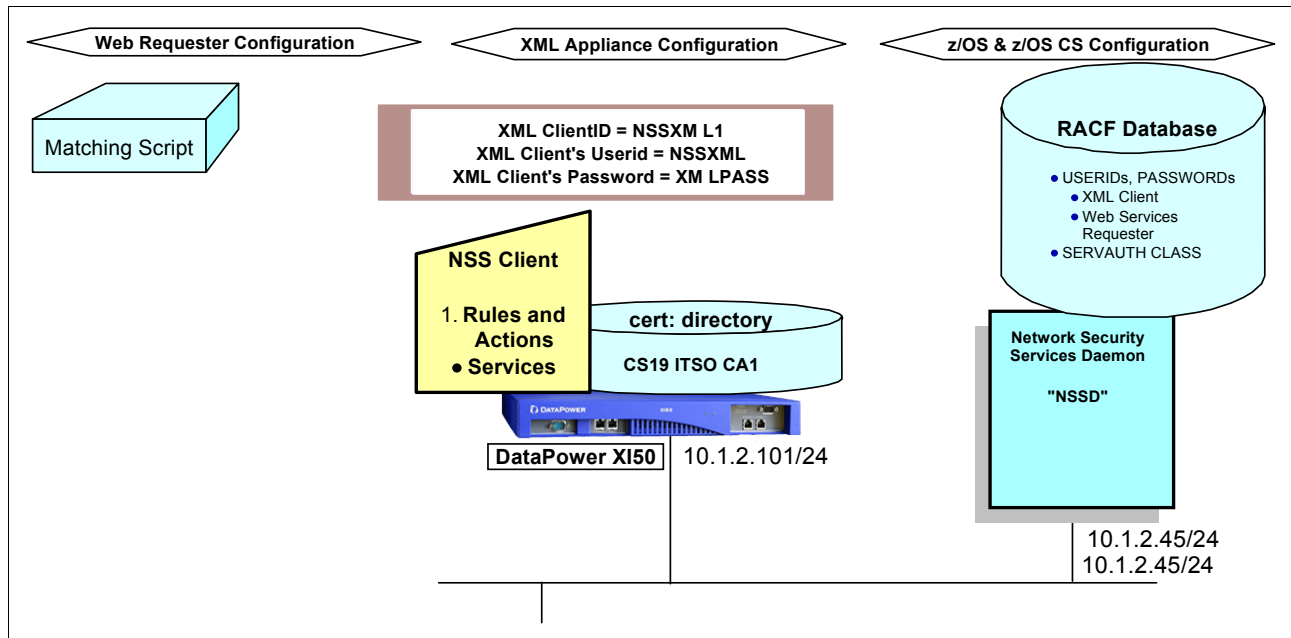 Web Requester Configuration
XML Appliance Configuration
z/OS & z/OS CS Configuration
Matching Script
XML ClientID = NSSXM L1
XML Client's Userid = NSSXML
XML Client's Password = XM LPASS
RACF Database
• USERIDs, PASSWORDs
• XML Client
• Web Services
Requester
• SERVAUTH CLASS
NSS Client
1. Rules and
Actions
• Services
cert: directory
CS19 ITSO CA1
Network Security
Services Daemon
"NSSD"
DATAPOWER
XI50
DataPower XI50
10.1.2.101/24
10.1.2.45/24
10.1.2.45/24